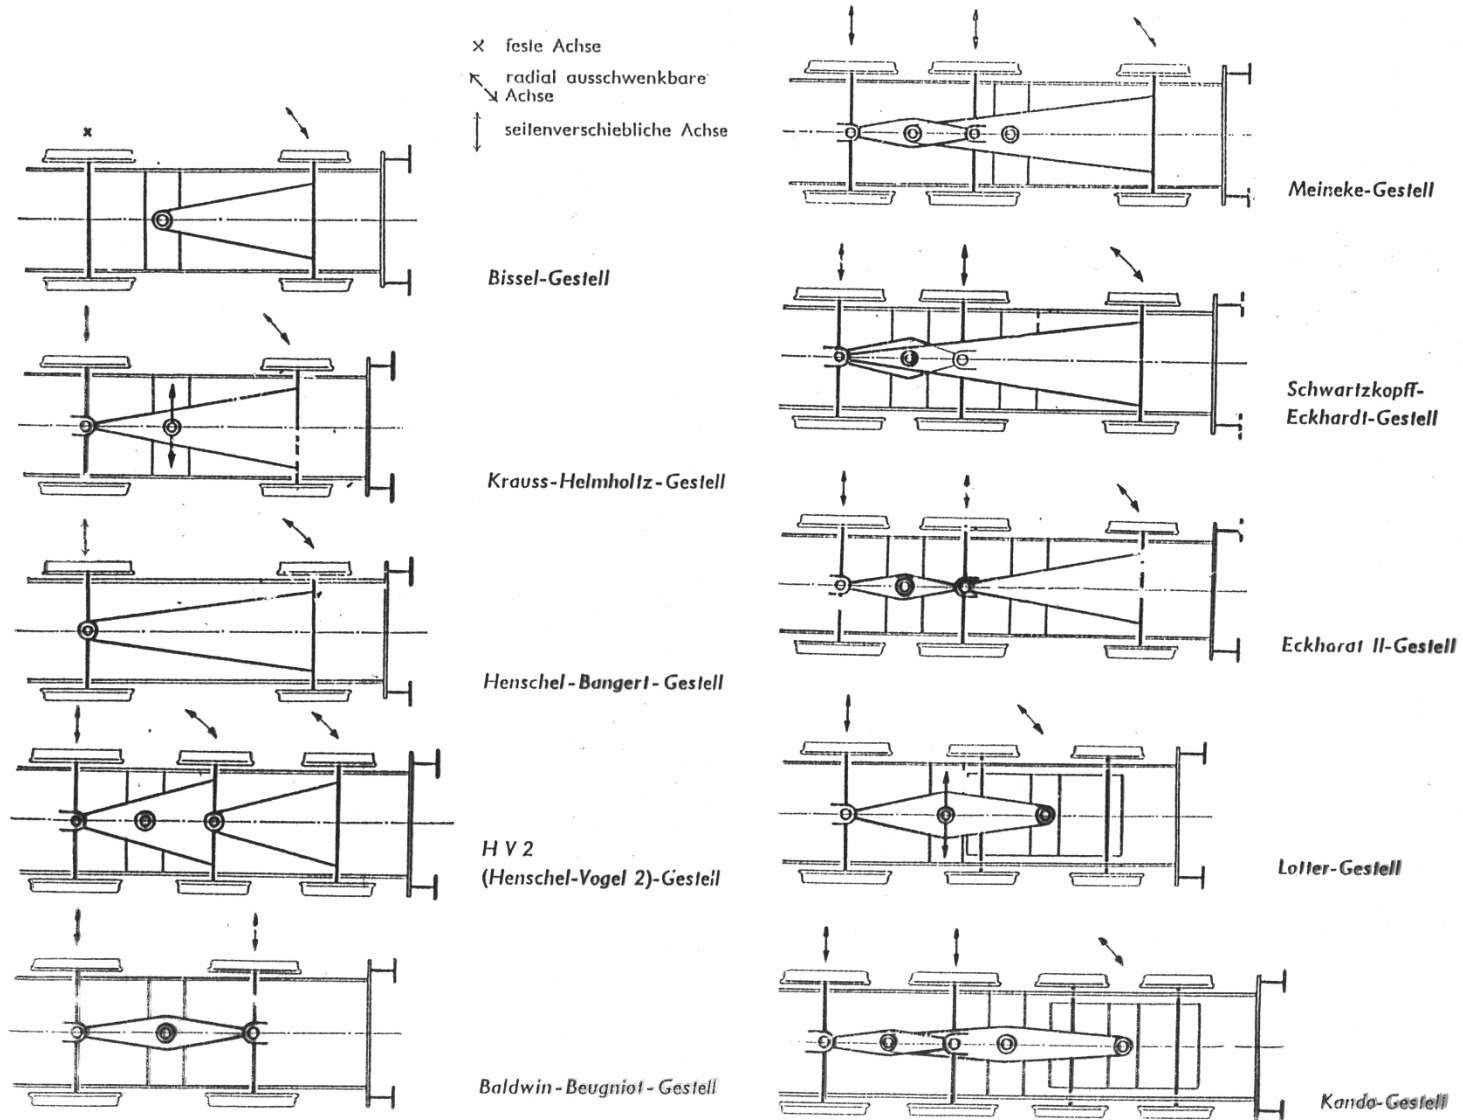 x feste Achse
radial ausschwenkbare
Achse
seitenverschiebliche Achse
Bissel-Gestell
Krauss-Helmholtz-Gestell
Henschel-Bangert-Gestell
H V 2
(Henschel-Vogel 2)-Gestell
Baldwin-Beugniot-Gestell
Meineke-Gestell
Schwartzkopff-
Eckhardt-Gestell
Eckhardt II-Gestell
Lotter-Gestell
Kando-Gestell